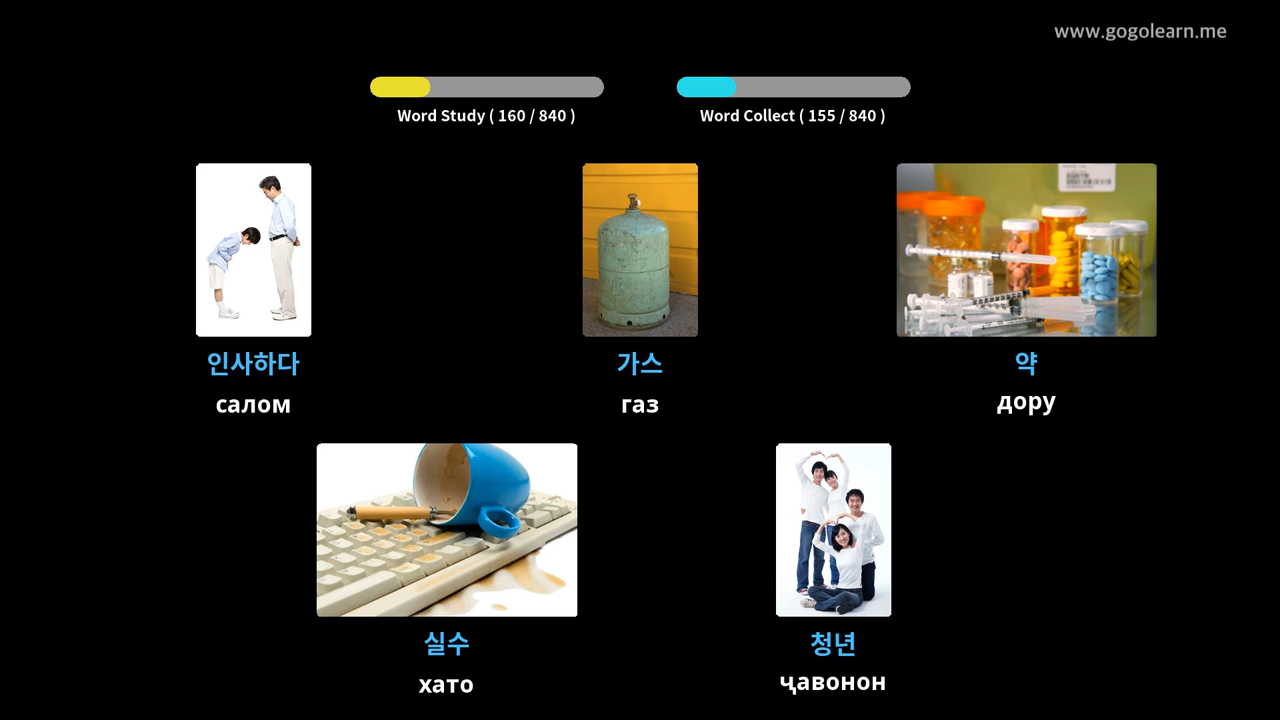 www.gogolearn.me
Word Study ( 160 / 840 )
Word Collect ( 155 / 840 )
인사하다
салом
가스
газ
약
дору
실수
хато
청년
ҷавонон